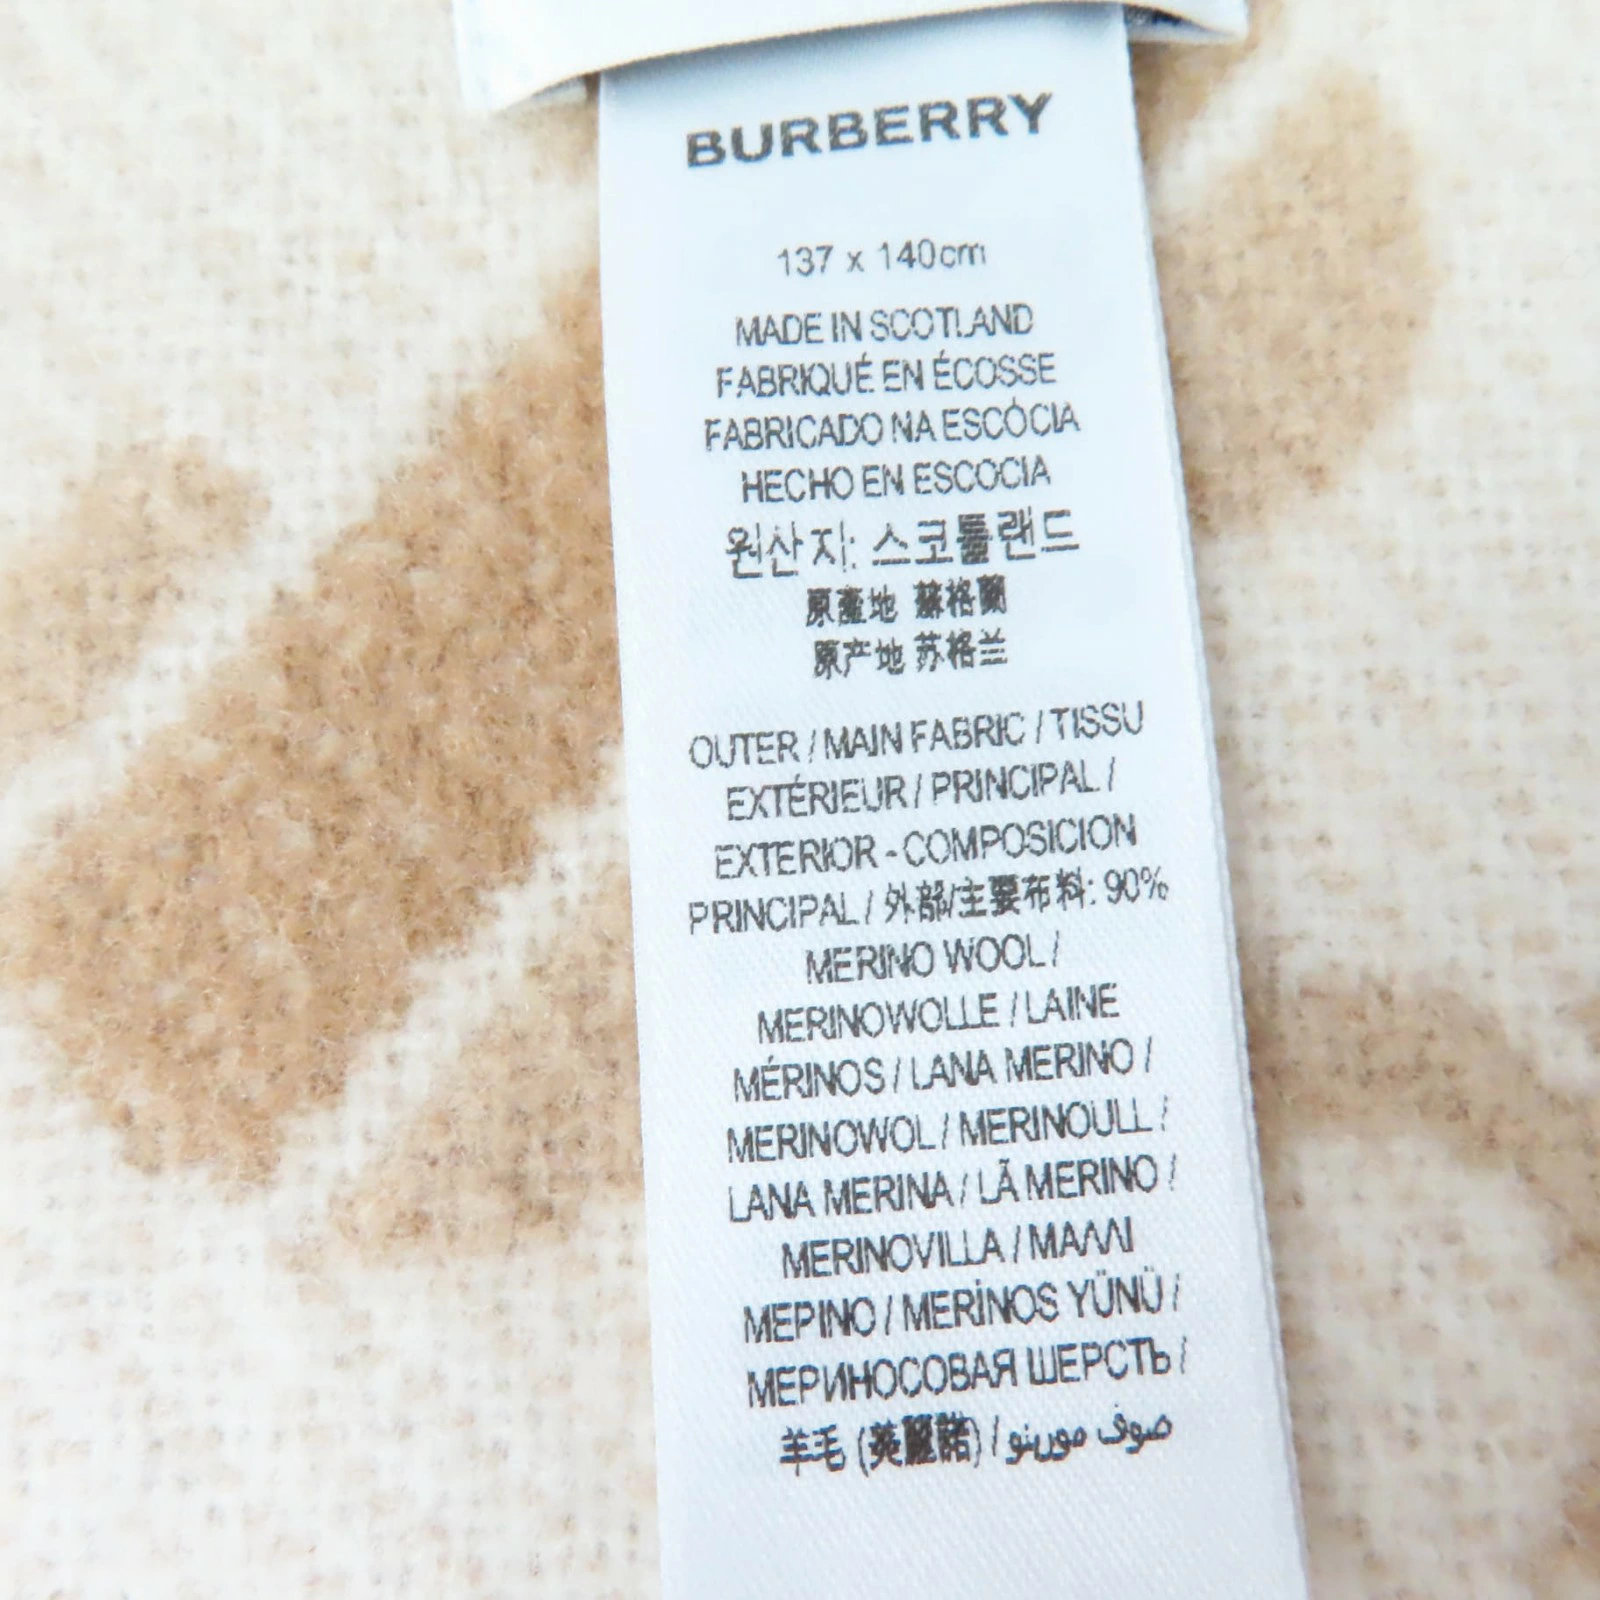 BURBERRY
137 x 140cm
MADE IN SCOTLAND
FABRIQUÉ EN ÉCOSSE
FABRICADO NA ESCÓCIA
HECHO EN ESCOCIA
원산지: 스코틀랜드
原產地 蘇格蘭
原产地 苏格兰
OUTER / MAIN FABRIC / TISSU
EXTÉRIEUR / PRINCIPAL /
EXTERIOR - COMPOSICION
PRINCIPAL / 外部/主要布料: 90%
MERINO WOOL /
MERINOWOLLE / LAINE
MÉRINOS / LANA MERINO /
MERINOWOL / MERINOULL /
LANA MERINA / LÃ MERINO /
MERINOVILLA / ΜΑΛΛΙ
ΜΕΡΙΝΟ / MERİNOS YÜNÜ /
МЕРИНОСОВАЯ ШЕРСТЬ /
羊毛 (美麗諾) / صوف مورينو